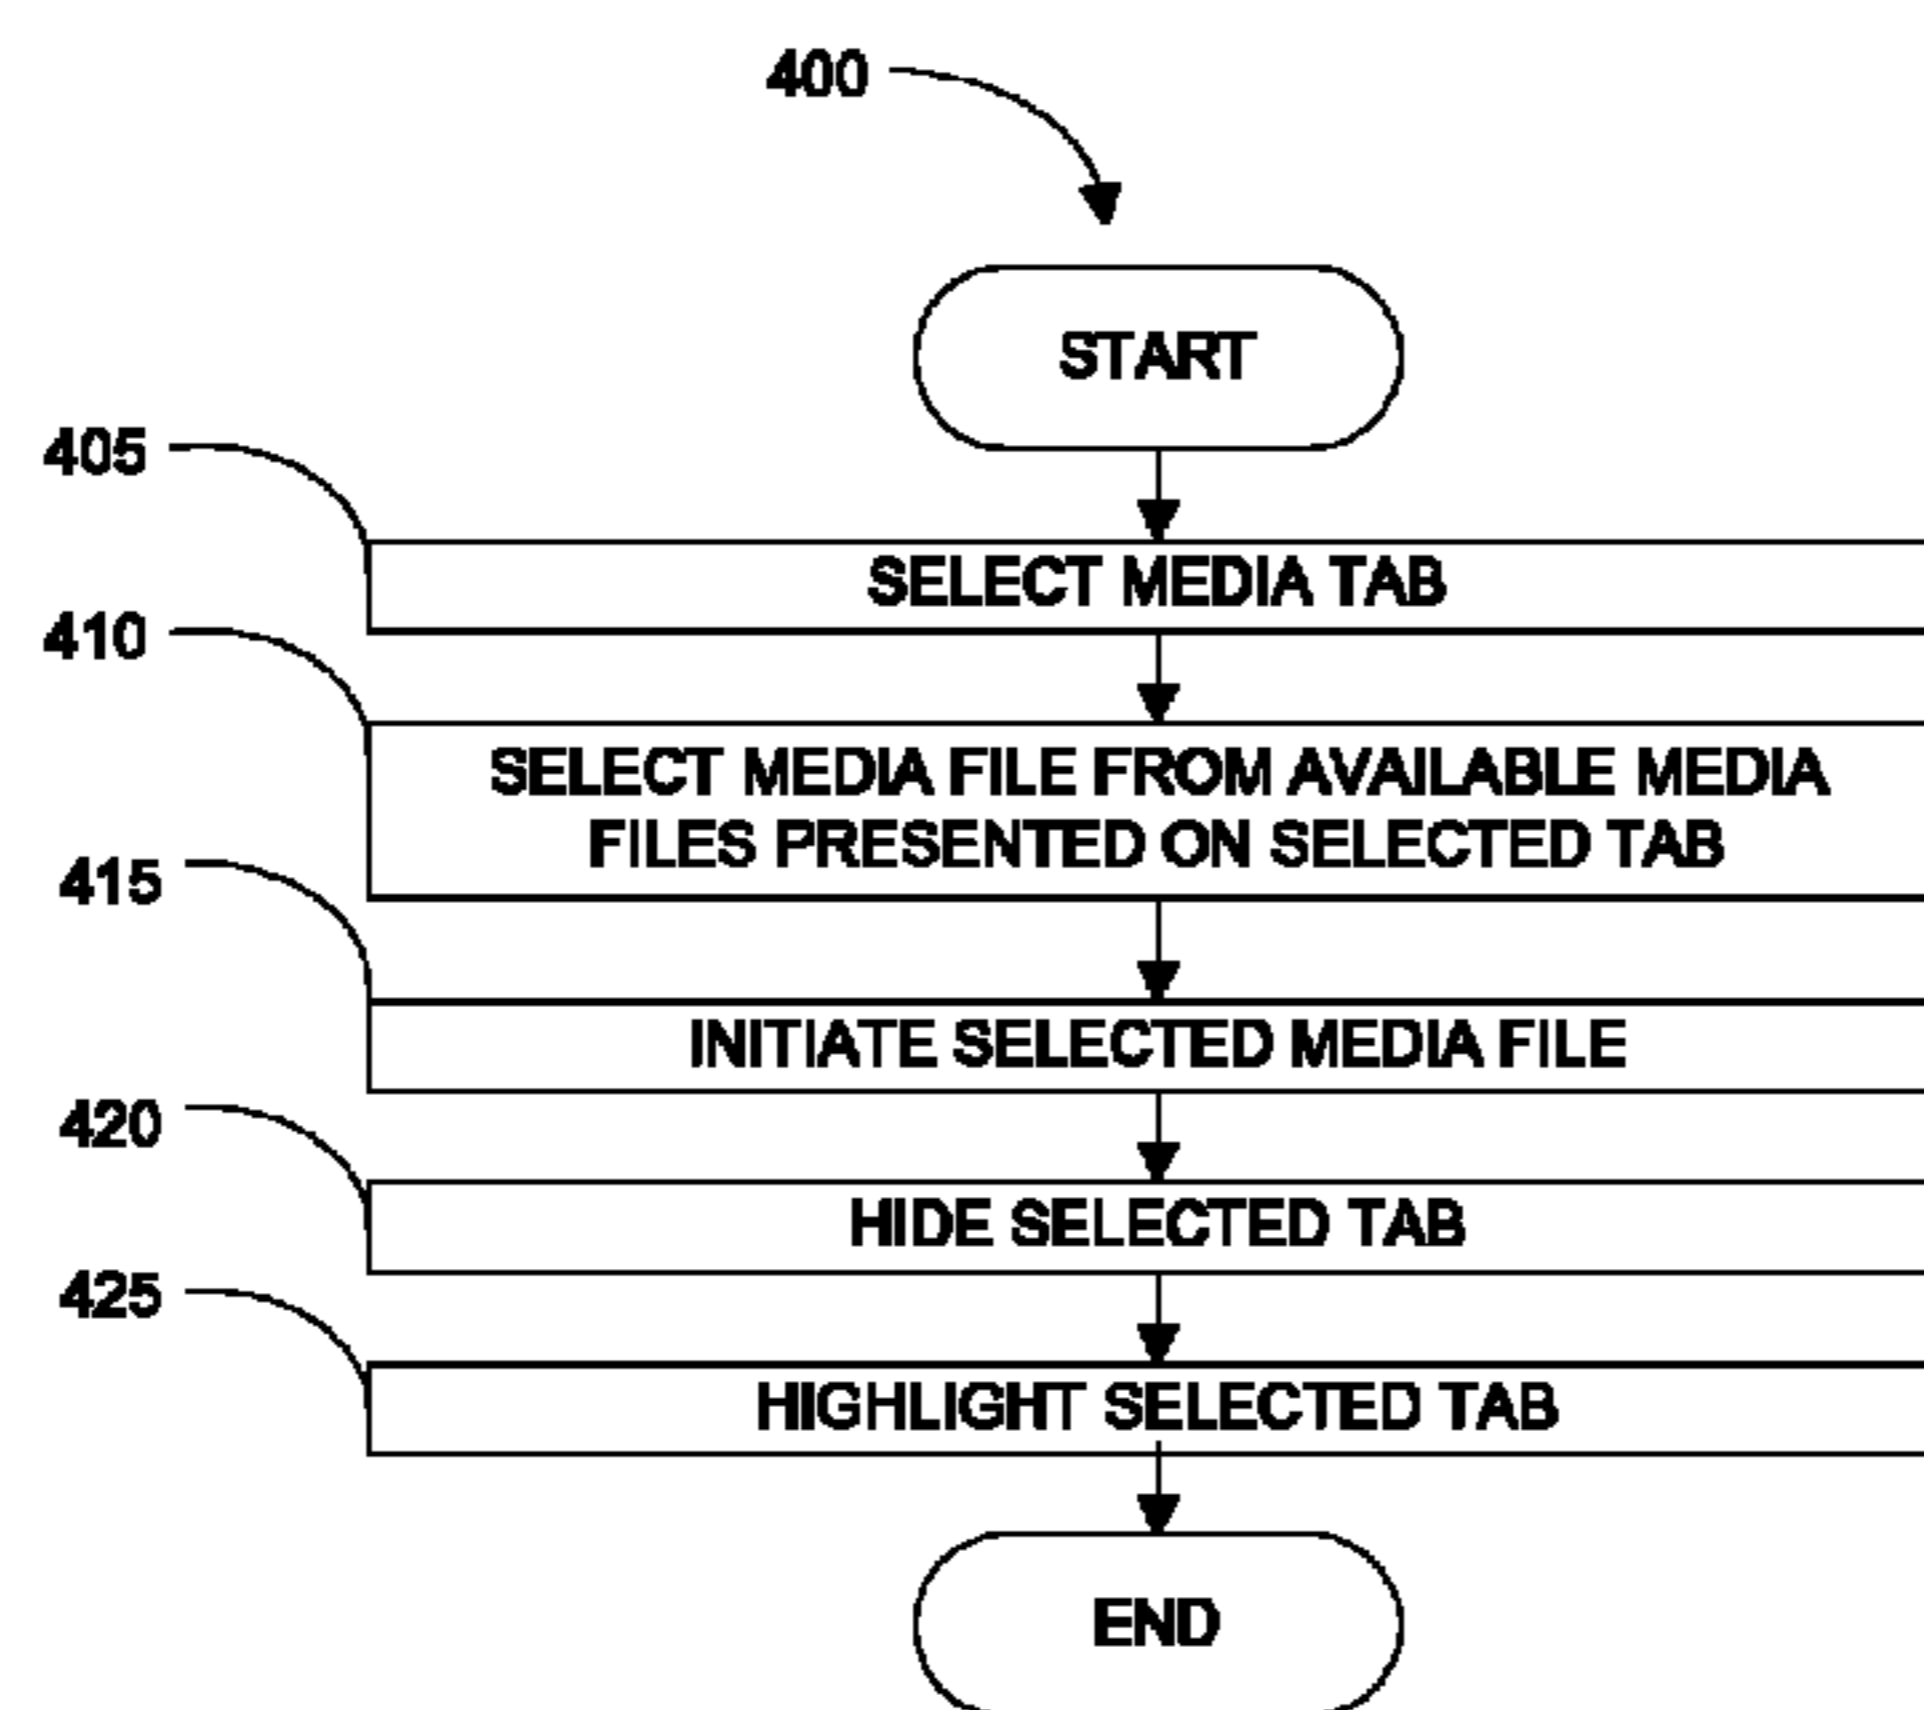 400
START
405
SELECT MEDIA TAB
410
SELECT MEDIA FILE FROM AVAILABLE MEDIA
FILES PRESENTED ON SELECTED TAB
415
INITIATE SELECTED MEDIA FILE
420
HIDE SELECTED TAB
425
HIGHLIGHT SELECTED TAB
END